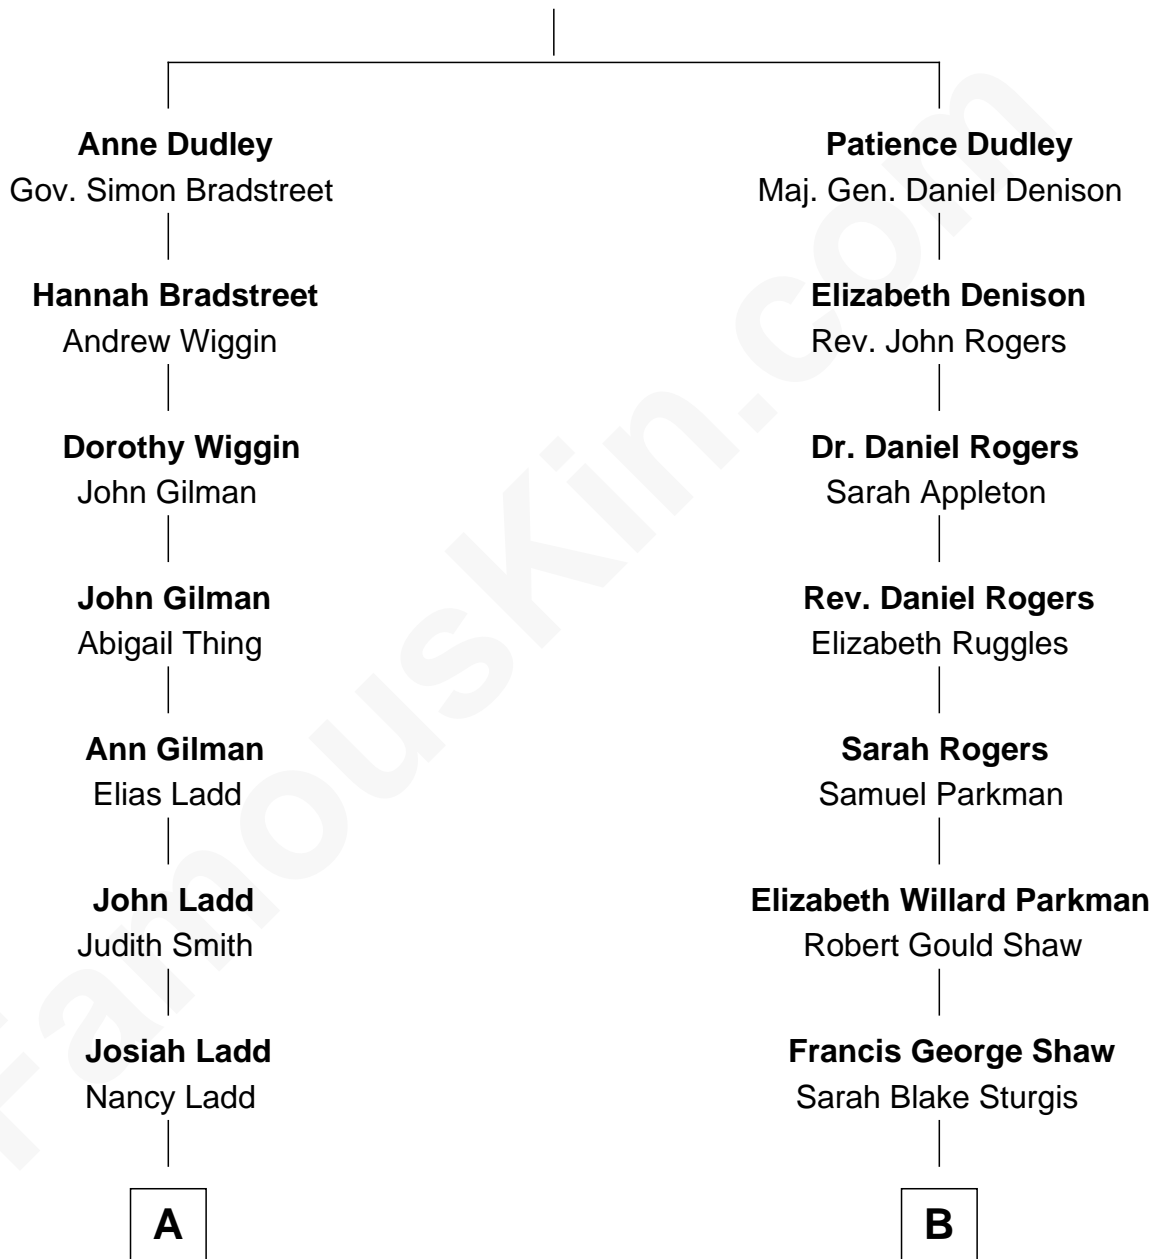 Anne Dudley
Gov. Simon Bradstreet
Hannah Bradstreet
Andrew Wiggin
Dorothy Wiggin
John Gilman
John Gilman
Abigail Thing
Ann Gilman
Elias Ladd
John Ladd
Judith Smith
Josiah Ladd
Nancy Ladd
A
Patience Dudley
Maj. Gen. Daniel Denison
Elizabeth Denison
Rev. John Rogers
Dr. Daniel Rogers
Sarah Appleton
Rev. Daniel Rogers
Elizabeth Ruggles
Sarah Rogers
Samuel Parkman
Elizabeth Willard Parkman
Robert Gould Shaw
Francis George Shaw
Sarah Blake Sturgis
B
FamousKin.com